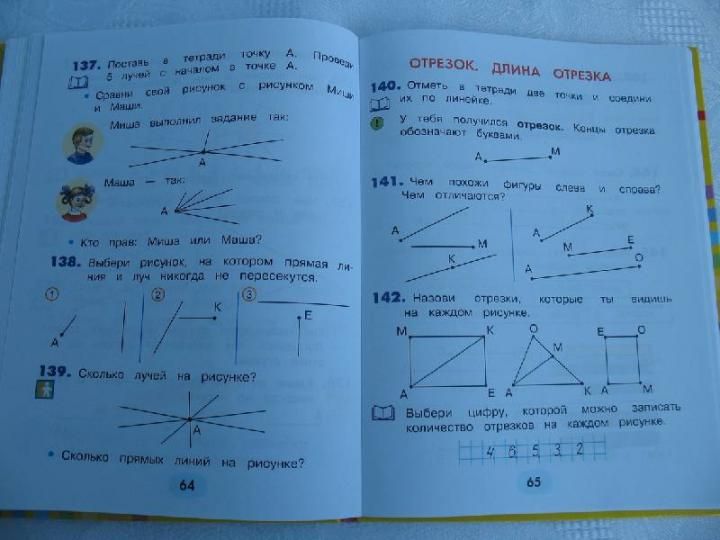 137. Поставь в тетради точку А. Проведи
5 лучей с началом в точке А.
• Сравни свой рисунок с рисунком Миши
и Маши.
Миша выполнил задание так:
А
Маша — так:
А
• Кто прав: Миша или Маша?
138. Выбери рисунок, на котором прямая ли-
ния и луч никогда не пересекутся.
1 2 3
А К Е
139. Сколько лучей на рисунке?
А
• Сколько прямых линий на рисунке?
64
ОТРЕЗОК. ДЛИНА ОТРЕЗКА
140. Отметь в тетради две точки и соедини
их по линейке.
! У тебя получился отрезок. Концы отрезка
обозначают буквами.
А М
141. Чем похожи фигуры слева и справа?
Чем отличаются?
А К
М А
К М Е
А О
142. Назови отрезки, которые ты видишь
на каждом рисунке.
М К О Е О
М
А Е А К А М
Выбери цифру, которой можно записать
количество отрезков на каждом рисунке.
4 6 5 3 2
65